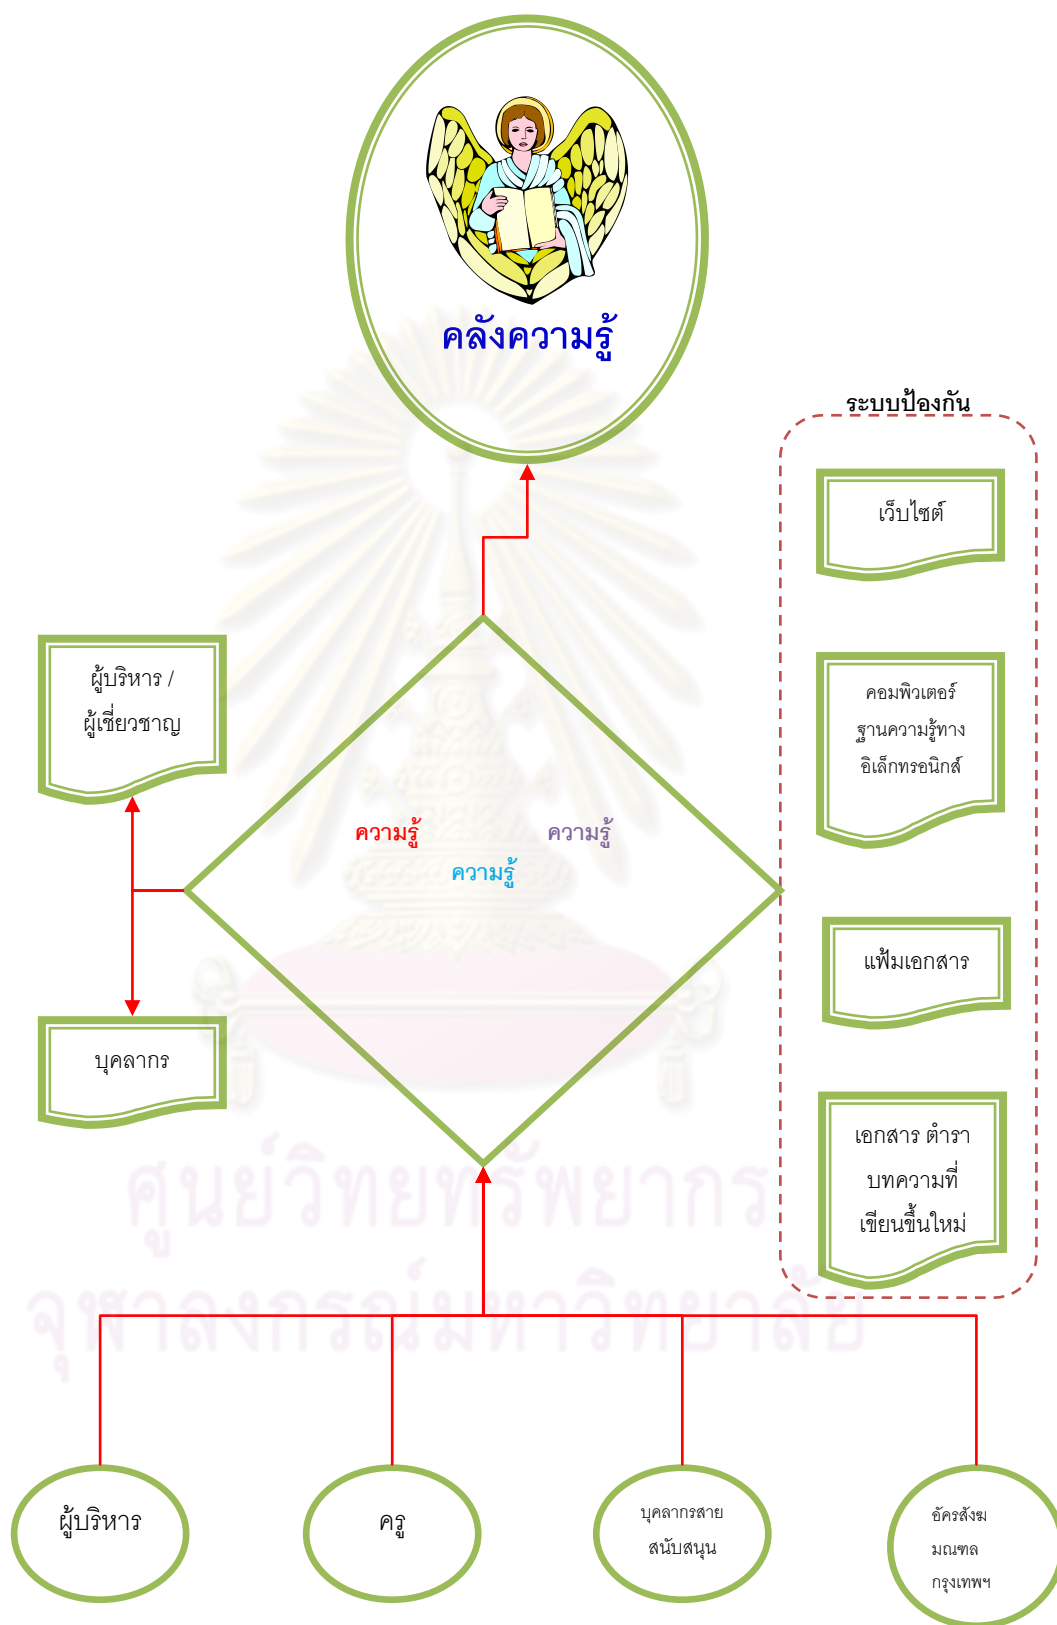 คลังความรู้
ระบบป้องกัน
เว็บไซต์
ผู้บริหาร /
ผู้เชี่ยวชาญ
คอมพิวเตอร์
ฐานความรู้ทาง
อิเล็กทรอนิกส์
ความรู้
ความรู้
ความรู้
แฟ้มเอกสาร
บุคลากร
เอกสาร ตำรา
บทความที่
เขียนขึ้นใหม่
ศูนย์วิทยทรัพยากร
จุฬาลงกรณ์มหาวิทยาลัย
ผู้บริหาร
ครู
บุคลากรสาย
สนับสนุน
อัครสังฆ
มณฑล
กรุงเทพฯ